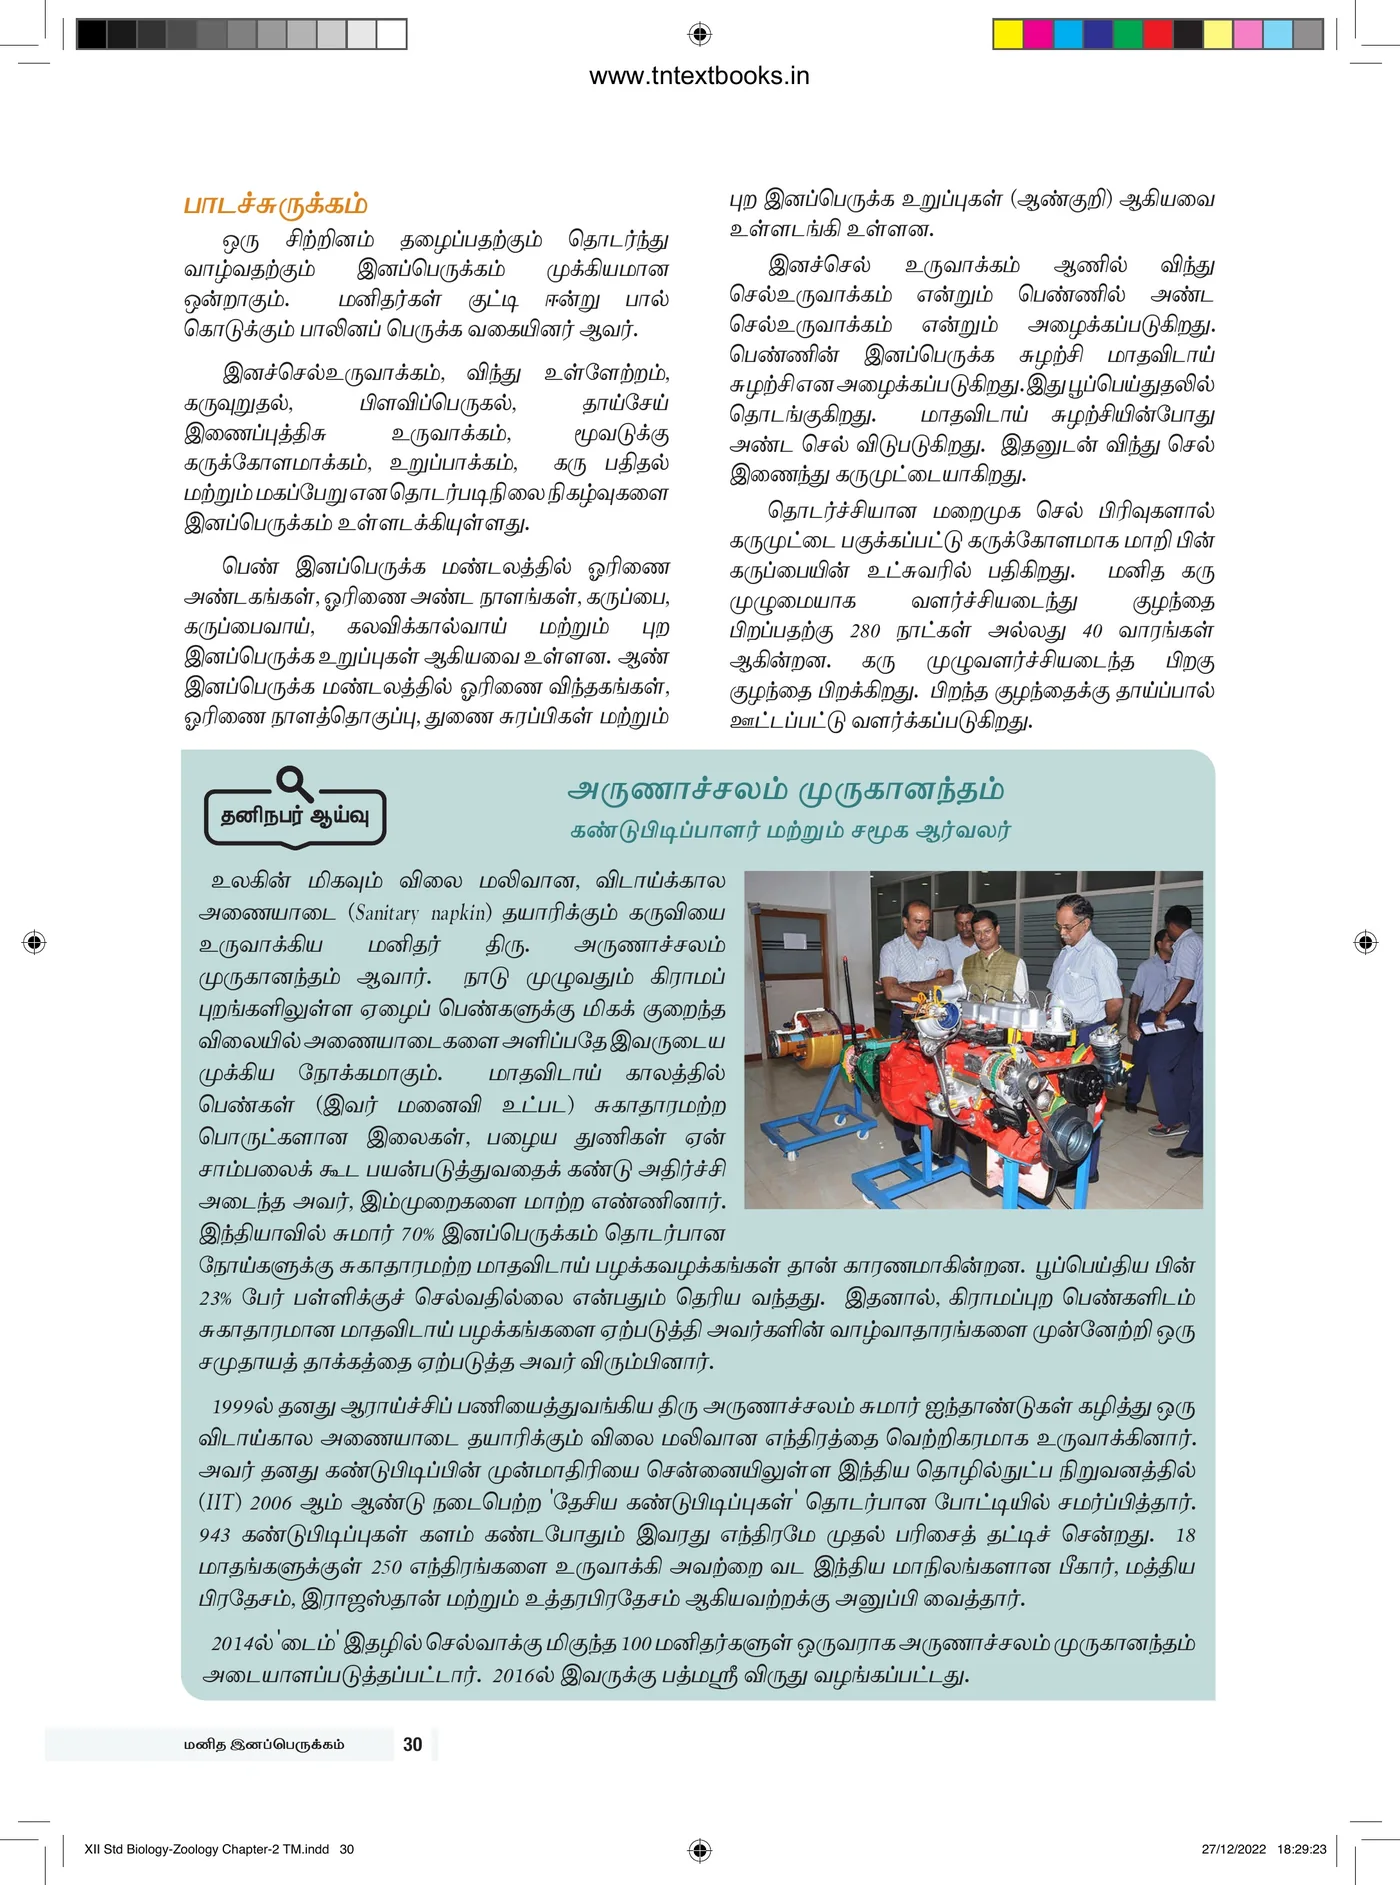 www.tntextbooks.in
பாடச்சுருக்கம்
ஒரு சிற்றினம் தழைப்பதற்கும் தொடர்ந்து
வாழ்வதற்கும் இனப்பெருக்கம் முக்கியமான
ஒன்றாகும். மனிதர்கள் குட்டி ஈன்று பால்
கொடுக்கும் பாலினப் பெருக்க வகையினர் ஆவர்.
இனச்செல்உருவாக்கம், விந்து உள்ளேற்றம்,
கருவுறுதல், பிளவிப்பெருகல், தாய்சேய்
இணைப்புத்திசு உருவாக்கம், மூவடுக்கு
கருக்கோளமாக்கம், உறுப்பாக்கம், கரு பதிதல்
மற்றும் மகப்பேறு என தொடர்படிநிலை நிகழ்வுகளை
இனப்பெருக்கம் உள்ளடக்கியுள்ளது.
பெண் இனப்பெருக்க மண்டலத்தில் ஓரிணை
அண்டகங்கள், ஓரிணை அண்ட நாளங்கள், கருப்பை,
கருப்பைவாய், கலவிக்கால்வாய் மற்றும் புற
இனப்பெருக்க உறுப்புகள் ஆகியவை உள்ளன. ஆண்
இனப்பெருக்க மண்டலத்தில் ஓரிணை விந்தகங்கள்,
ஓரிணை நாளத்தொகுப்பு, துணை சுரப்பிகள் மற்றும்
புற இனப்பெருக்க உறுப்புகள் (ஆண்குறி) ஆகியவை
உள்ளடங்கி உள்ளன.
இனச்செல் உருவாக்கம் ஆணில் விந்து
செல்உருவாக்கம் என்றும் பெண்ணில் அண்ட
செல்உருவாக்கம் என்றும் அழைக்கப்படுகிறது.
பெண்ணின் இனப்பெருக்க சுழற்சி மாதவிடாய்
சுழற்சி என அழைக்கப்படுகிறது. இது பூப்பெய்துதலில்
தொடங்குகிறது. மாதவிடாய் சுழற்சியின்போது
அண்ட செல் விடுபடுகிறது. இதனுடன் விந்து செல்
இணைந்து கருமுட்டையாகிறது.
தொடர்ச்சியான மறைமுக செல் பிரிவுகளால்
கருமுட்டை பகுக்கப்பட்டு கருக்கோளமாக மாறி பின்
கருப்பையின் உட்சுவரில் பதிகிறது. மனித கரு
முழுமையாக வளர்ச்சியடைந்து குழந்தை
பிறப்பதற்கு 280 நாட்கள் அல்லது 40 வாரங்கள்
ஆகின்றன. கரு முழுவளர்ச்சியடைந்த பிறகு
குழந்தை பிறக்கிறது. பிறந்த குழந்தைக்கு தாய்ப்பால்
ஊட்டப்பட்டு வளர்க்கப்படுகிறது.
தனிநபர் ஆய்வு
அருணாச்சலம் முருகானந்தம்
கண்டுபிடிப்பாளர் மற்றும் சமூக ஆர்வலர்
உலகின் மிகவும் விலை மலிவான, விடாய்க்கால
அணையாடை (Sanitary napkin) தயாரிக்கும் கருவியை
உருவாக்கிய மனிதர் திரு. அருணாச்சலம்
முருகானந்தம் ஆவார். நாடு முழுவதும் கிராமப்
புறங்களிலுள்ள ஏழைப் பெண்களுக்கு மிகக் குறைந்த
விலையில் அணையாடைகளை அளிப்பதே இவருடைய
முக்கிய நோக்கமாகும். மாதவிடாய் காலத்தில்
பெண்கள் (இவர் மனைவி உட்பட) சுகாதாரமற்ற
பொருட்களான இலைகள், பழைய துணிகள் ஏன்
சாம்பலைக் கூட பயன்படுத்துவதைக் கண்டு அதிர்ச்சி
அடைந்த அவர், இம்முறைகளை மாற்ற எண்ணினார்.
இந்தியாவில் சுமார் 70% இனப்பெருக்கம் தொடர்பான
நோய்களுக்கு சுகாதாரமற்ற மாதவிடாய் பழக்கவழக்கங்கள் தான் காரணமாகின்றன. பூப்பெய்திய பின்
23% பேர் பள்ளிக்குச் செல்வதில்லை என்பதும் தெரிய வந்தது. இதனால், கிராமப்புற பெண்களிடம்
சுகாதாரமான மாதவிடாய் பழக்கங்களை ஏற்படுத்தி அவர்களின் வாழ்வாதாரங்களை முன்னேற்றி ஒரு
சமுதாயத் தாக்கத்தை ஏற்படுத்த அவர் விரும்பினார்.
1999ல் தனது ஆராய்ச்சிப் பணியைத்துவங்கிய திரு அருணாச்சலம் சுமார் ஐந்தாண்டுகள் கழித்து ஒரு
விடாய்கால அணையாடை தயாரிக்கும் விலை மலிவான எந்திரத்தை வெற்றிகரமாக உருவாக்கினார்.
அவர் தனது கண்டுபிடிப்பின் முன்மாதிரியை சென்னையிலுள்ள இந்திய தொழில்நுட்ப நிறுவனத்தில்
(IIT) 2006 ஆம் ஆண்டு நடைபெற்ற 'தேசிய கண்டுபிடிப்புகள்' தொடர்பான போட்டியில் சமர்ப்பித்தார்.
943 கண்டுபிடிப்புகள் களம் கண்டபோதும் இவரது எந்திரமே முதல் பரிசைத் தட்டிச் சென்றது. 18
மாதங்களுக்குள் 250 எந்திரங்களை உருவாக்கி அவற்றை வட இந்திய மாநிலங்களான பீகார், மத்திய
பிரதேசம், இராஜஸ்தான் மற்றும் உத்தரபிரதேசம் ஆகியவற்றக்கு அனுப்பி வைத்தார்.
2014ல் 'டைம்' இதழில் செல்வாக்கு மிகுந்த 100 மனிதர்களுள் ஒருவராக அருணாச்சலம் முருகானந்தம்
அடையாளப்படுத்தப்பட்டார். 2016ல் இவருக்கு பத்மஸ்ரீ விருது வழங்கப்பட்டது.
மனித இனப்பெருக்கம் 30
XII Std Biology-Zoology Chapter-2 TM.indd 30 27/12/2022 18:29:23